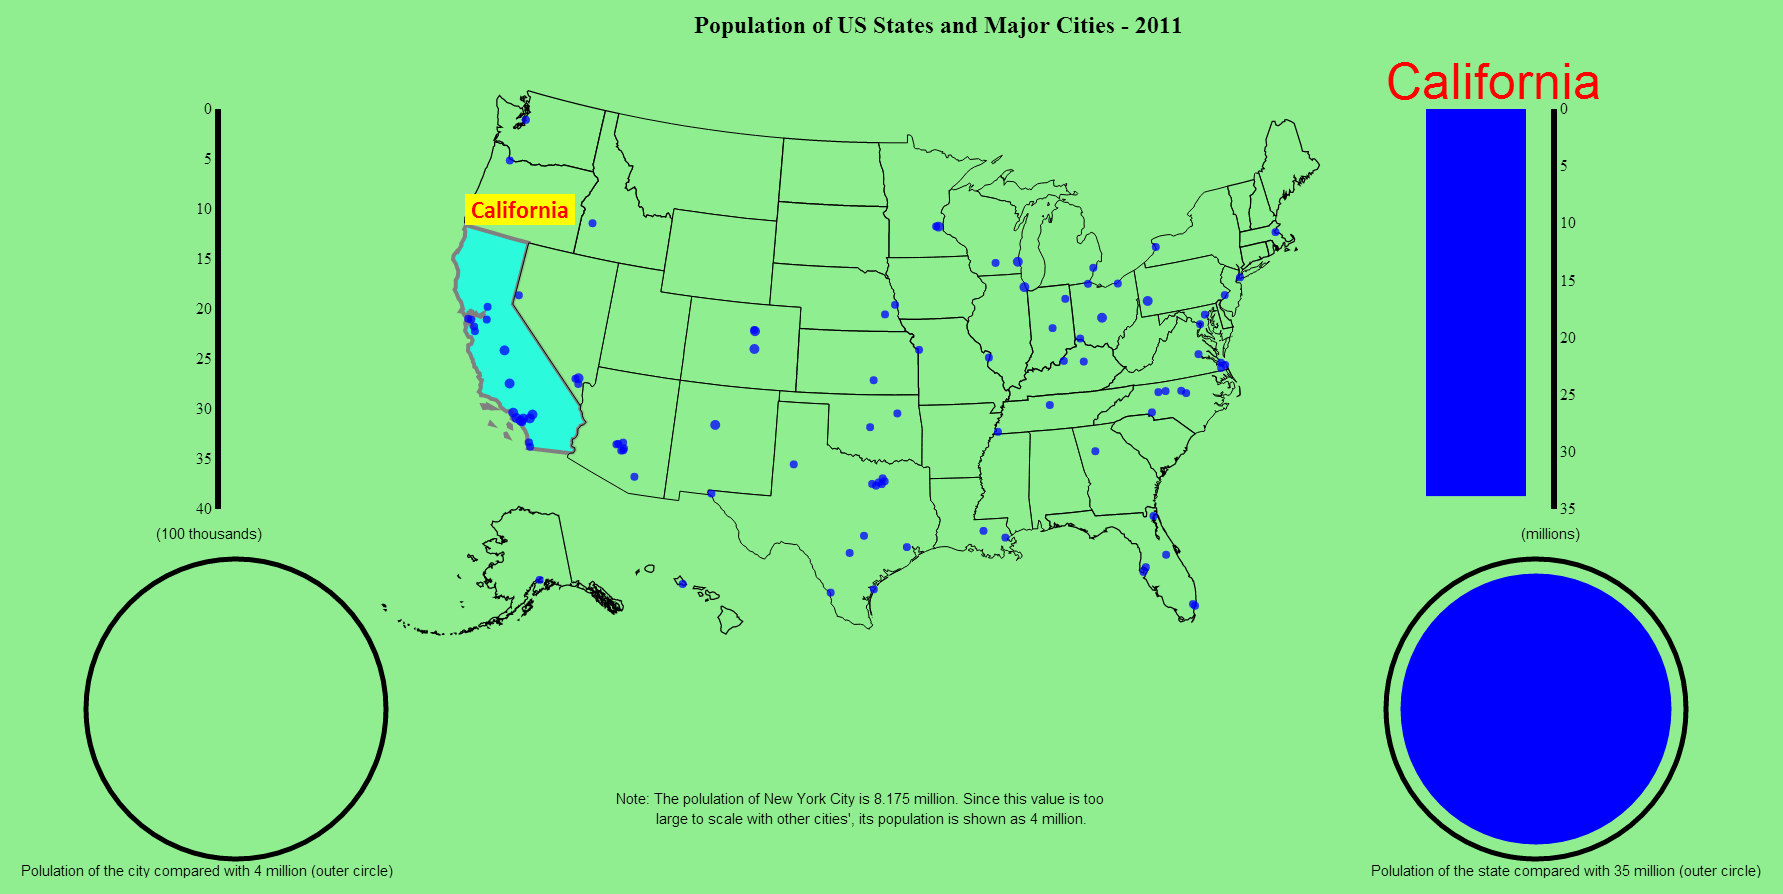 Population of US States and Major Cities - 2011
California
California
0
5
10
15
20
25
30
35
40
(100 thousands)
0
5
10
15
20
25
30
35
(millions)
Note: The polulation of New York City is 8.175 million. Since this value is too
large to scale with other cities', its population is shown as 4 million.
Polulation of the city compared with 4 million (outer circle)
Polulation of the state compared with 35 million (outer circle)